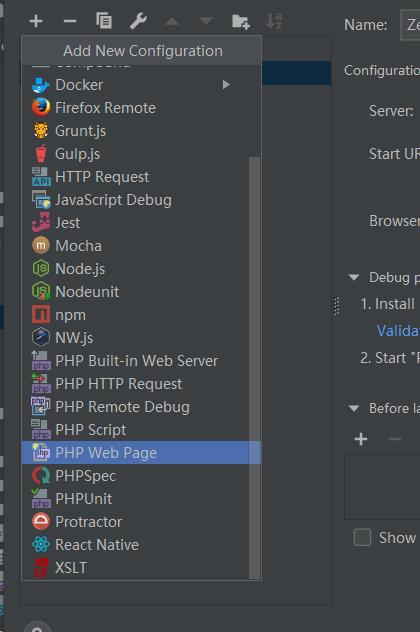 Name:
Ze
Add New Configuration
Configuration
Docker
Server:
Firefox Remote
Grunt.js
Gulp.js
Start UR
HTTP Request
JavaScript Debug
Jest
Browser
Mocha
Node.js
Debug p
Nodeunit
1. Install
npm
Valida
NW.js
2. Start "P
PHP Built-in Web Server
PHP HTTP Request
PHP Remote Debug
Before la
PHP Script
PHP Web Page
PHPSpec
PHPUnit
Protractor
Show
React Native
XSLT